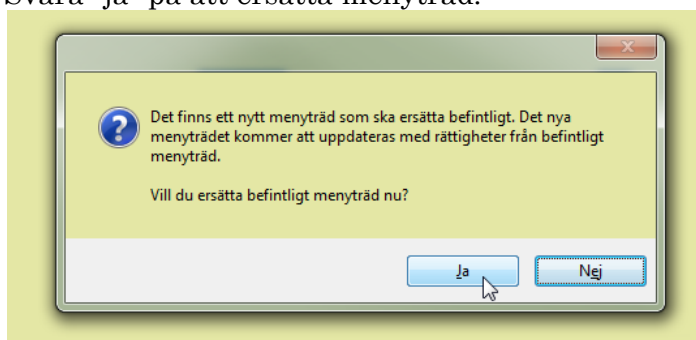 Svara "ja" på att ersätta menyträd.
Det finns ett nytt menyträd som ska ersätta befintligt. Det nya
menyträdet kommer att uppdateras med rättigheter från befintligt
menyträd.
Vill du ersätta befintligt menyträd nu?
Ja
Nej